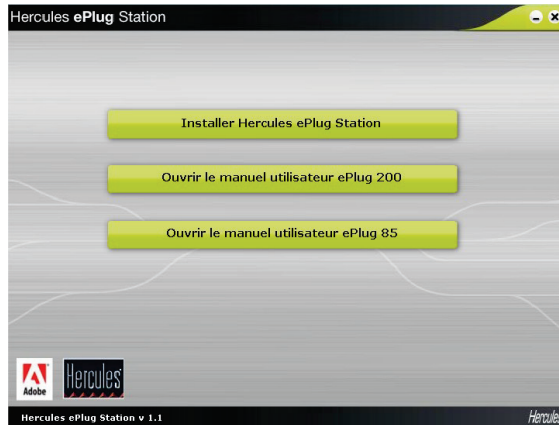 Hercules ePlug Station
Installer Hercules ePlug Station
Ouvrir le manuel utilisateur ePlug 200
Ouvrir le manuel utilisateur ePlug 85
Adobe
Hercules
Hercules ePlug Station v 1.1
Hercules